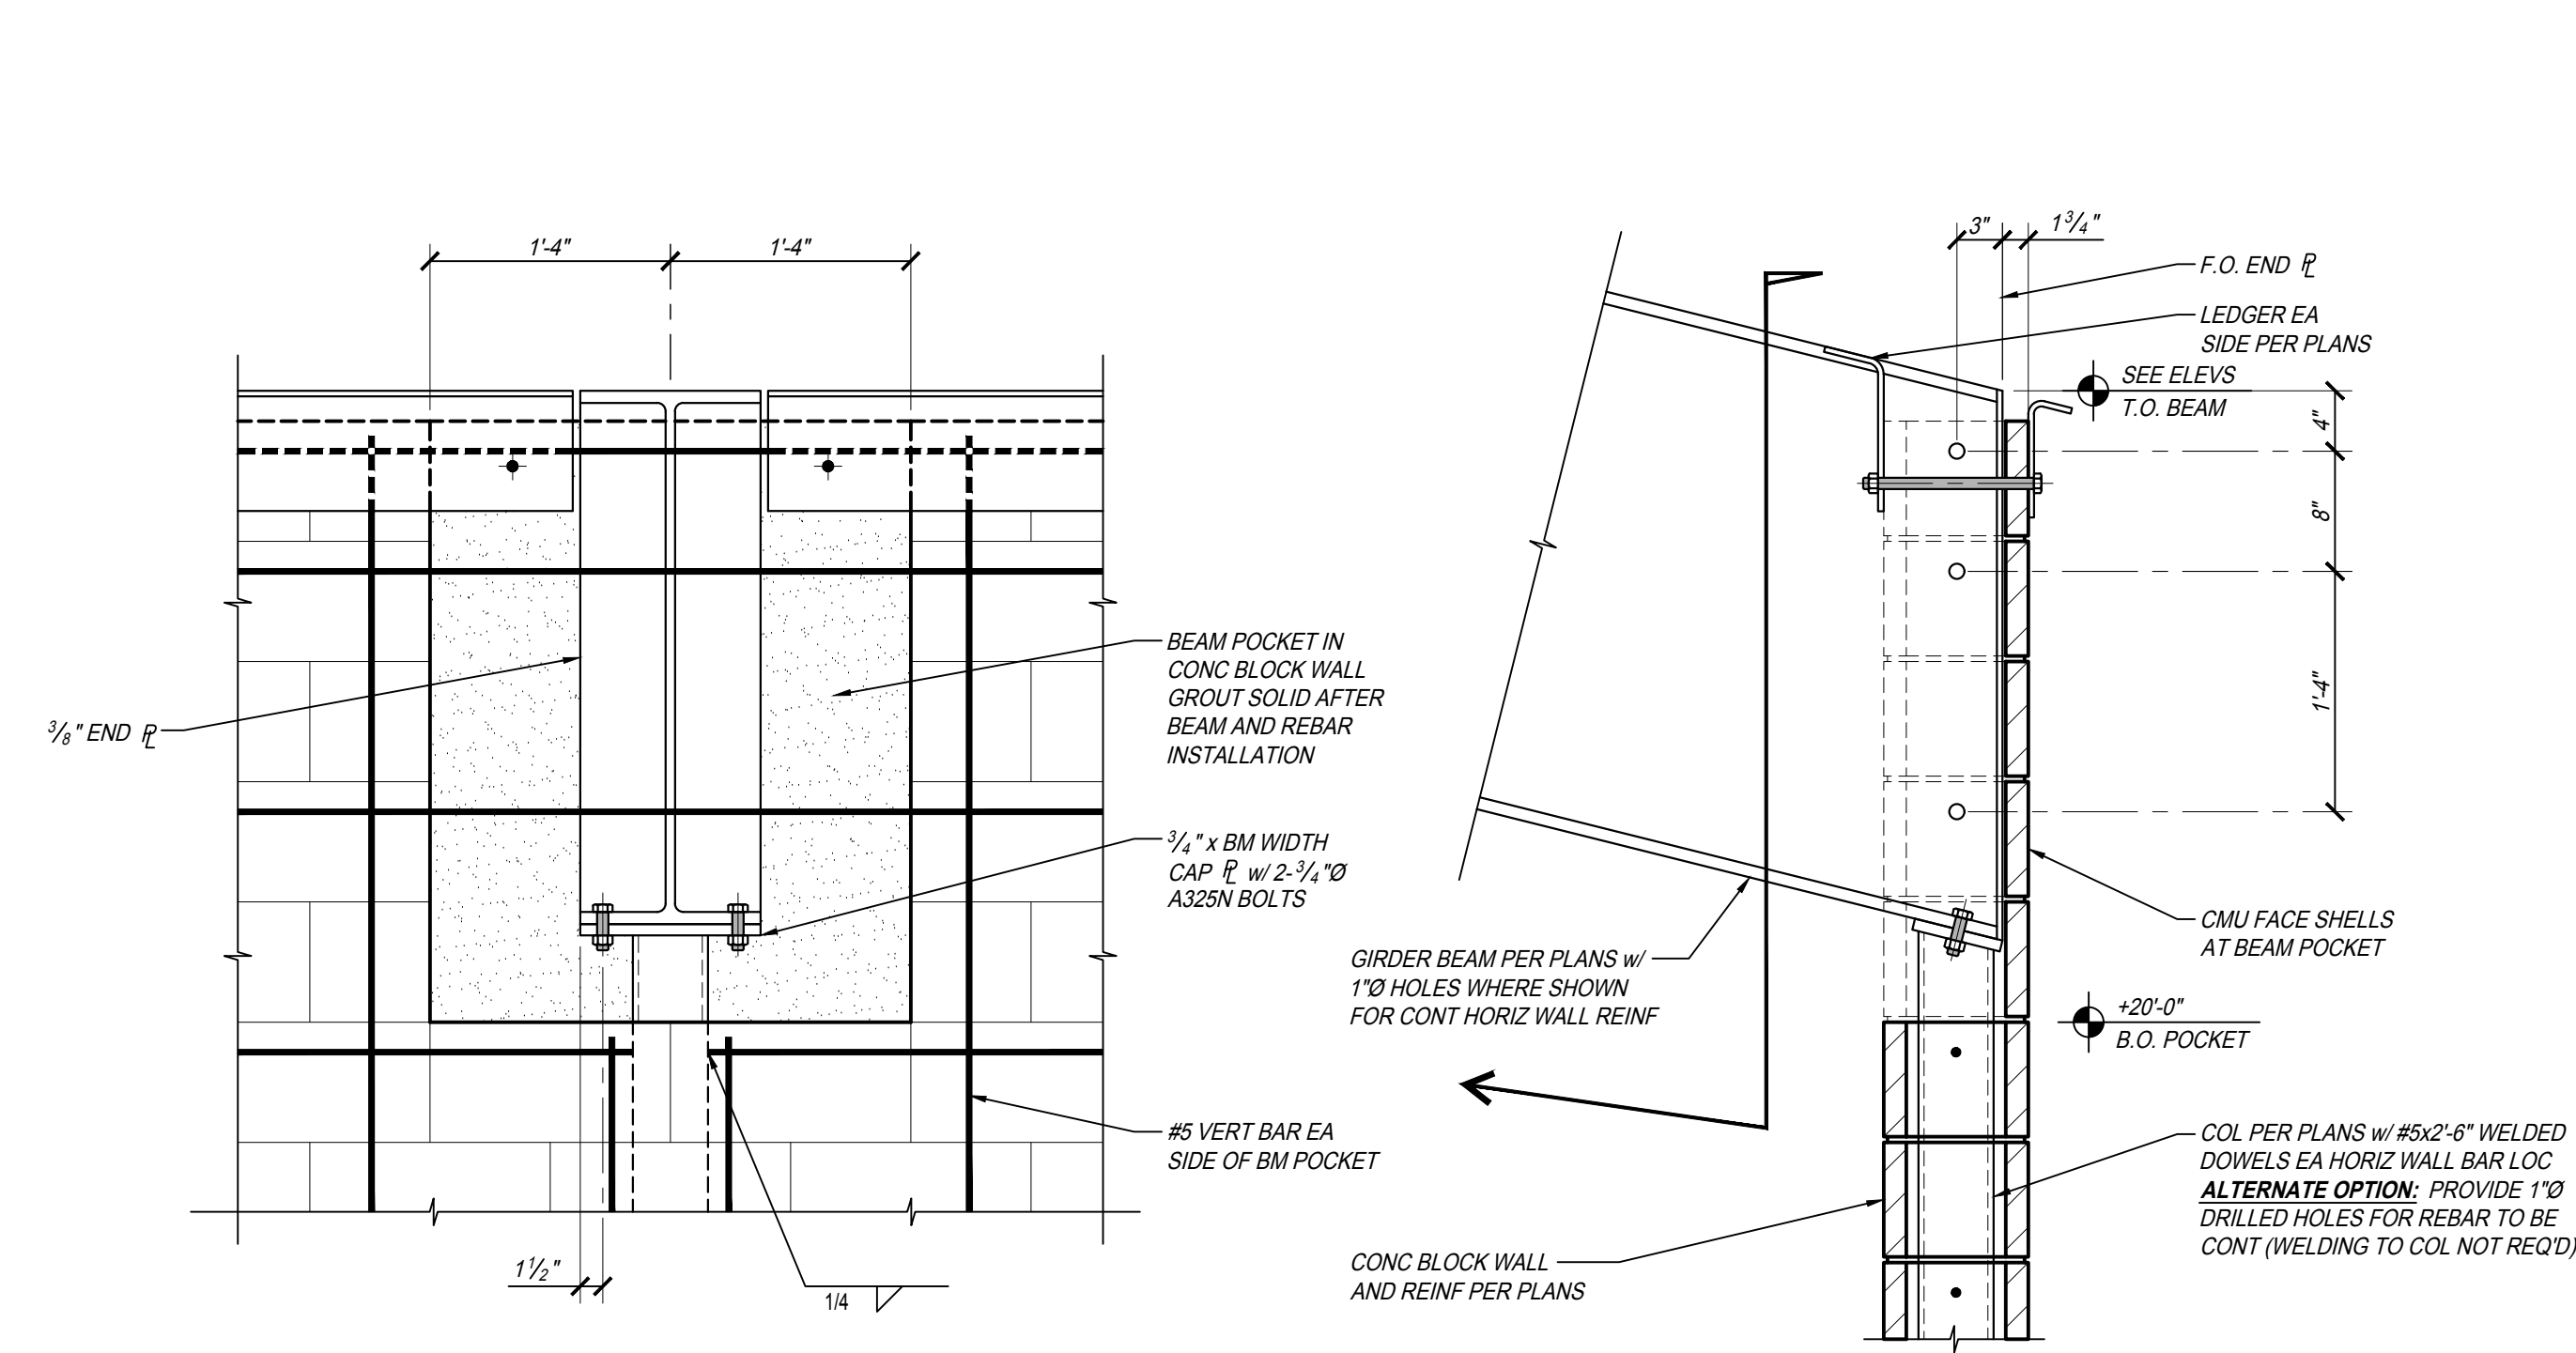 1'-4"
1'-4"
3/8" END PL
BEAM POCKET IN
CONC BLOCK WALL
GROUT SOLID AFTER
BEAM AND REBAR
INSTALLATION
3/4" x BM WIDTH
CAP PL w/ 2-3/4"Ø
A325N BOLTS
#5 VERT BAR EA
SIDE OF BM POCKET
1 1/2"
1/4
3"
1 3/4"
F.O. END PL
LEDGER EA
SIDE PER PLANS
SEE ELEVS
T.O. BEAM
4"
8"
1'-4"
CMU FACE SHELLS
AT BEAM POCKET
GIRDER BEAM PER PLANS w/
1"Ø HOLES WHERE SHOWN
FOR CONT HORIZ WALL REINF
+20'-0"
B.O. POCKET
COL PER PLANS w/ #5x2'-6" WELDED
DOWELS EA HORIZ WALL BAR LOC
ALTERNATE OPTION: PROVIDE 1"Ø
DRILLED HOLES FOR REBAR TO BE
CONT (WELDING TO COL NOT REQ'D)
CONC BLOCK WALL
AND REINF PER PLANS